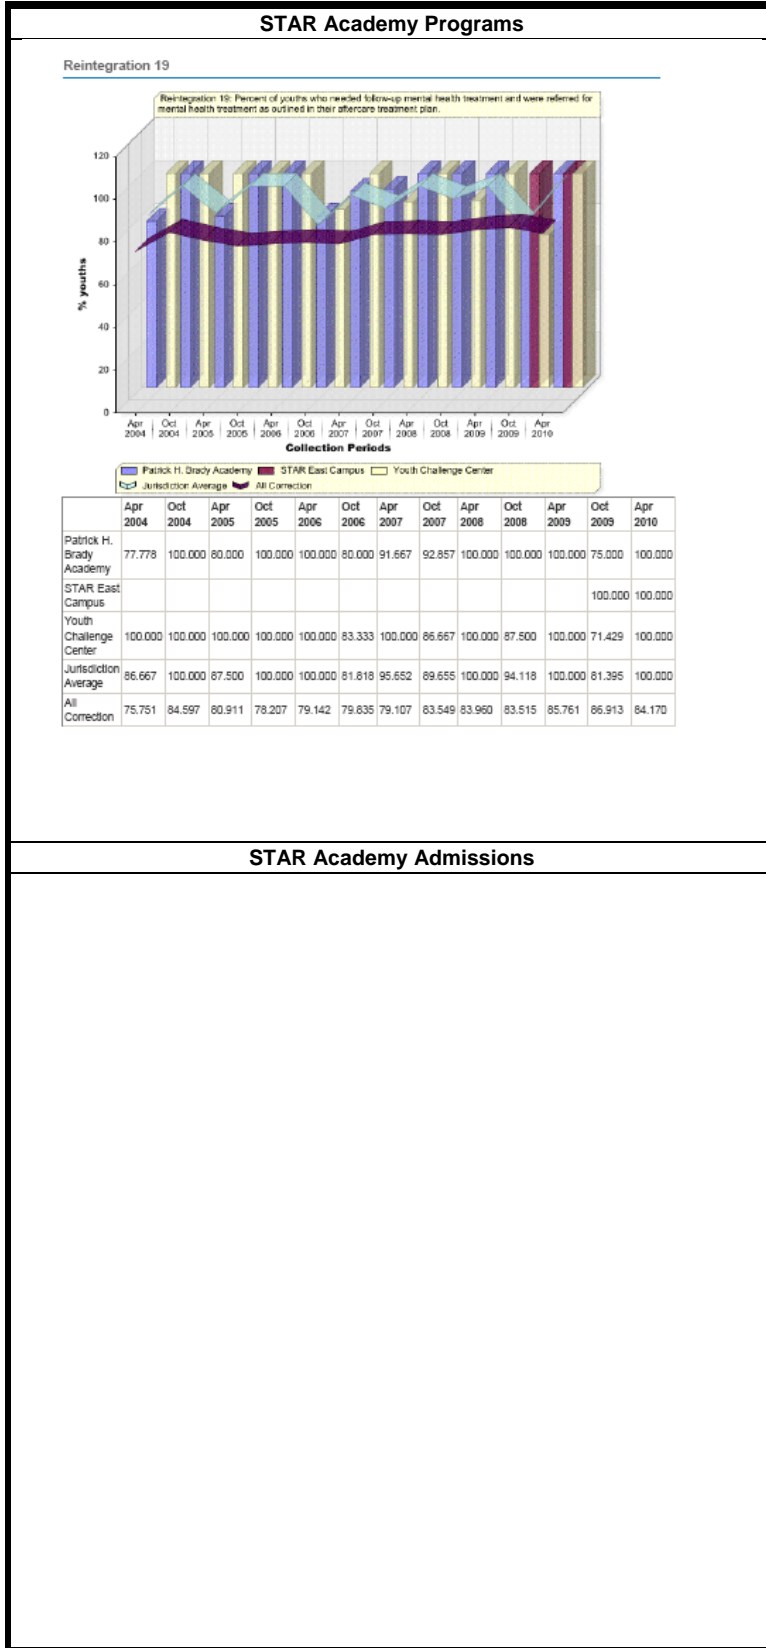 STAR Academy Programs
Reintegration 19
Reintegration 19: Percent of youths who needed follow-up mental health treatment and were referred for
mental health treatment as outlined in their aftercare treatment plan.
120
100
80
60
40
20
0
% youths
Apr 2004 Oct 2004 Apr 2005 Oct 2005 Apr 2006 Oct 2006 Apr 2007 Oct 2007 Apr 2008 Oct 2008 Apr 2009 Oct 2009 Apr 2010
Collection Periods
Patrick H. Brady Academy STAR East Campus Youth Challenge Center
Jurisdiction Average All Correction
Apr 2004 Oct 2004 Apr 2005 Oct 2005 Apr 2006 Oct 2006 Apr 2007 Oct 2007 Apr 2008 Oct 2008 Apr 2009 Oct 2009 Apr 2010
Patrick H. Brady Academy 77.778 100.000 80.000 100.000 100.000 80.000 91.667 92.857 100.000 100.000 100.000 75.000 100.000
STAR East Campus 100.000 100.000
Youth Challenge Center 100.000 100.000 100.000 100.000 100.000 83.333 100.000 86.667 100.000 87.500 100.000 71.429 100.000
Jurisdiction Average 86.667 100.000 87.500 100.000 100.000 81.818 95.652 89.655 100.000 94.118 100.000 81.395 100.000
All Correction 75.751 84.597 80.911 78.207 79.142 79.835 79.107 83.549 83.960 83.515 85.761 86.913 84.170
STAR Academy Admissions